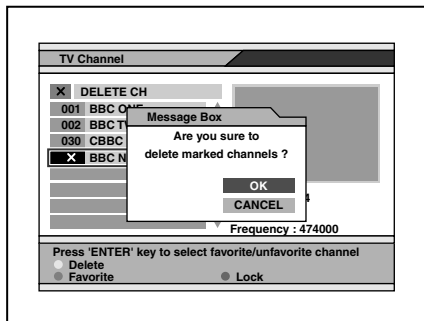 TV Channel
X DELETE CH
001 BBC ONE
002 BBC TV
030 CBBC
X BBC N
Message Box
Are you sure to
delete marked channels ?
OK
CANCEL
Frequency : 474000
Press 'ENTER' key to select favorite/unfavorite channel
Delete
Favorite
Lock